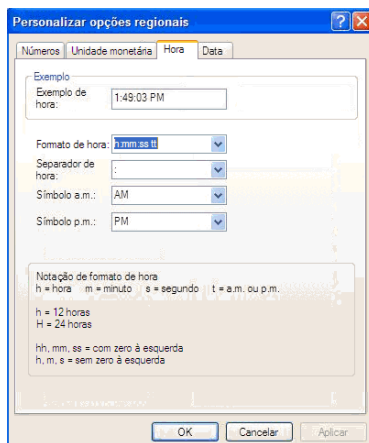 Personalizar opções regionais
Números Unidade monetária Hora Data
Exemplo
Exemplo de hora: 1:49:03 PM
Formato de hora: h:mm:ss tt
Separador de hora: :
Símbolo a.m.: AM
Símbolo p.m.: PM
Notação de formato de hora
h = hora m = minuto s = segundo t = a.m. ou p.m.
h = 12 horas
H = 24 horas
hh, mm, ss = com zero à esquerda
h, m, s = sem zero à esquerda
OK Cancelar Aplicar